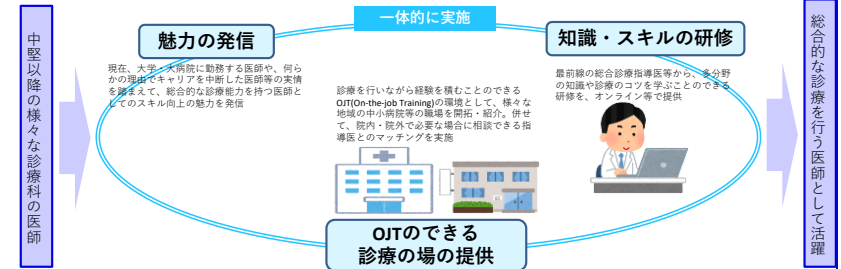 一体的に実施
中堅以降の様々な診療科の医師
魅力の発信
現在、大学・大病院に勤務する医師や、何ら
かの理由でキャリアを中断した医師等の実情
を踏まえて、総合的な診療能力を持つ医師と
してのスキル向上の魅力を発信
診療を行いながら経験を積むことのできる
OJT(On-the-job Training)の環境として、様々な
地域の中小病院等の職場を開拓・紹介。併せ
て、院内・院外で必要な場合に相談できる指
導医とのマッチングを実施
知識・スキルの研修
最前線の総合診療指導医等から、多分野
の知識や診療のコツを学ぶことのできる
研修を、オンライン等で提供
OJTのできる
診療の場の提供
総合的な診療を行う医師として活躍